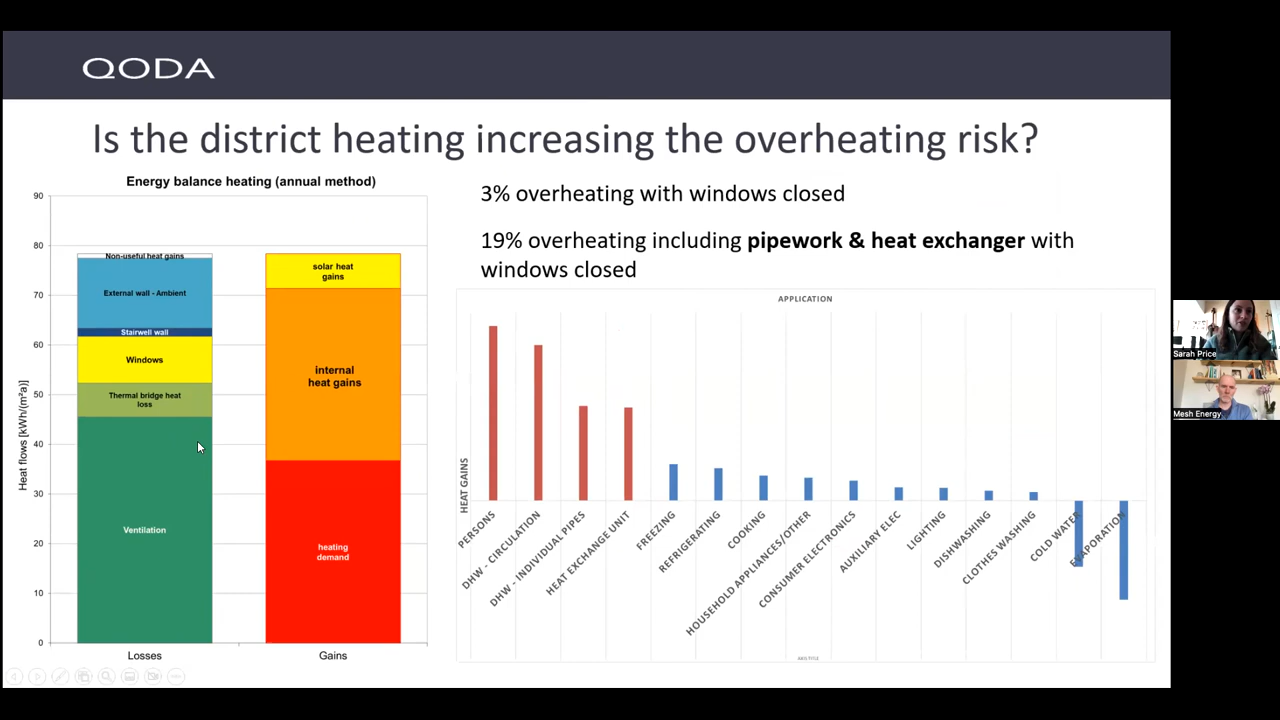 QODA
Is the district heating increasing the overheating risk?
Energy balance heating (annual method)
90
80
70
60
50
40
30
20
10
0
Heat flows [kWh/(m²a)]
Non-useful heat gains
External wall - Ambient
Stairwell wall
Windows
Thermal bridge heat
loss
Ventilation
solar heat
gains
internal
heat gains
heating
demand
Losses
Gains
3% overheating with windows closed
19% overheating including pipework & heat exchanger with
windows closed
APPLICATION
HEAT GAINS
PERSONS
DHW - CIRCULATION
DHW - INDIVIDUAL PIPES
HEAT EXCHANGE UNIT
FREEZING
REFRIGERATING
COOKING
HOUSEHOLD APPLIANCES/OTHER
CONSUMER ELECTRONICS
AUXILIARY ELEC
LIGHTING
DISHWASHING
CLOTHES WASHING
COLD WATER
EVAPORATION
AXIS TITLE
Sarah Price
Mesh Energy